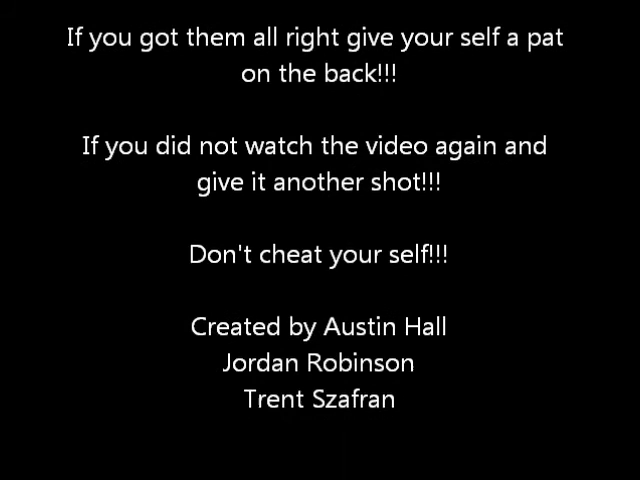 If you got them all right give your self a pat
on the back!!!
If you did not watch the video again and
give it another shot!!!
Don't cheat your self!!!
Created by Austin Hall
Jordan Robinson
Trent Szafran